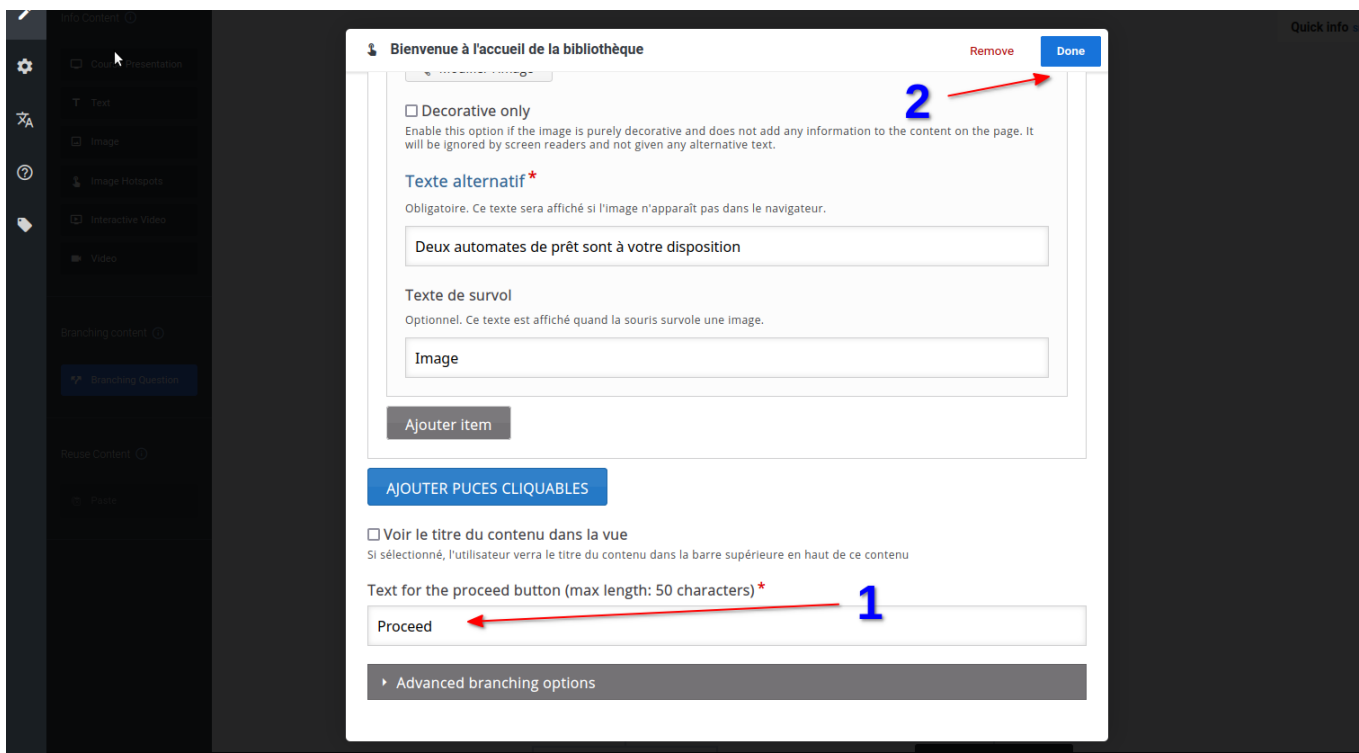 Info Content
Course Presentation
Text
Image
Image Hotspots
Interactive Video
Video
Branching content
Branching Question
Reuse Content
Paste
Quick info
Bienvenue à l'accueil de la bibliothèque
Remove
Done
2
Decorative only
Enable this option if the image is purely decorative and does not add any information to the content on the page. It
will be ignored by screen readers and not given any alternative text.
Texte alternatif*
Obligatoire. Ce texte sera affiché si l'image n'apparaît pas dans le navigateur.
Deux automates de prêt sont à votre disposition
Texte de survol
Optionnel. Ce texte est affiché quand la souris survole une image.
Image
Ajouter item
AJOUTER PUCES CLIQUABLES
Voir le titre du contenu dans la vue
Si sélectionné, l'utilisateur verra le titre du contenu dans la barre supérieure en haut de ce contenu
Text for the proceed button (max length: 50 characters)*
1
Proceed
Advanced branching options